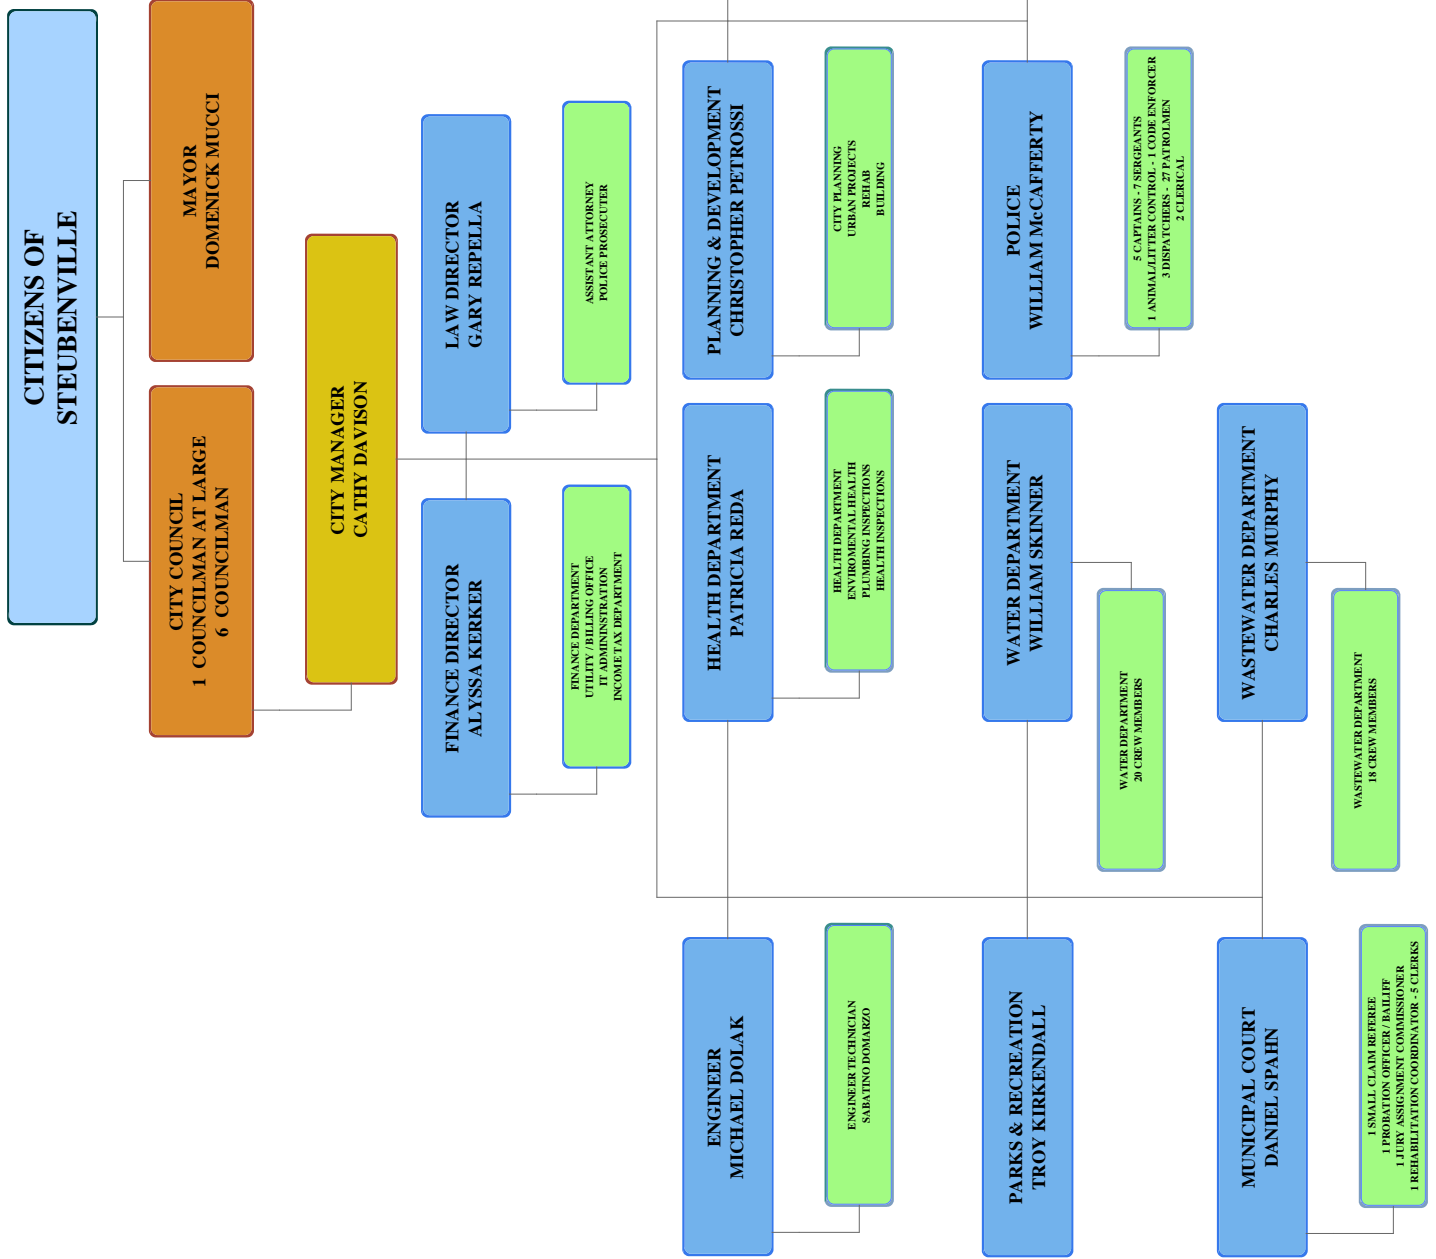 CITIZENS OF
STEUBENVILLE
CITY COUNCIL
1 COUNCILMAN AT LARGE
6 COUNCILMAN
MAYOR
DOMENICK MUCCI
CITY MANAGER
CATHY DAVISON
FINANCE DIRECTOR
ALYSSA KERKER
LAW DIRECTOR
GARY REPELLA
FINANCE DEPARTMENT
UTILITY / BILLING OFFICE
IT ADMININSTRATION
INCOME TAX DEPARTMENT
ASSISTANT ATTORNEY
POLICE PROSECUTER
ENGINEER
MICHAEL DOLAK
HEALTH DEPARTMENT
PATRICIA REDA
PLANNING & DEVELOPMENT
CHRISTOPHER PETROSSI
ENGINEER TECHNICIAN
SABATINO DOMARZO
HEALTH DEPARTMENT
ENVIROMENTAL HEALTH
PLUMBING INSPECTIONS
HEALTH INSPECTIONS
CITY PLANNING
URBAN PROJECTS
REHAB
BUILDING
PARKS & RECREATION
TROY KIRKENDALL
WATER DEPARTMENT
WILLIAM SKINNER
POLICE
WILLIAM McCAFFERTY
WATER DEPARTMENT
20 CREW MEMBERS
5 CAPTAINS - 7 SERGEANTS
1 ANIMAL/LITTER CONTROL - 1 CODE ENFORCER
3 DISPATCHERS - 27 PATROLMEN
2 CLERICAL
MUNICIPAL COURT
DANIEL SPAHN
WASTEWATER DEPARTMENT
CHARLES MURPHY
1 SMALL CLAIM REFEREE
1 PROBATION OFFICER / BAILIFF
1 JURY ASSIGNMENT COMMISSIONER
1 REHABILITATION COORDINATOR - 5 CLERKS
WASTEWATER DEPARTMENT
18 CREW MEMBERS